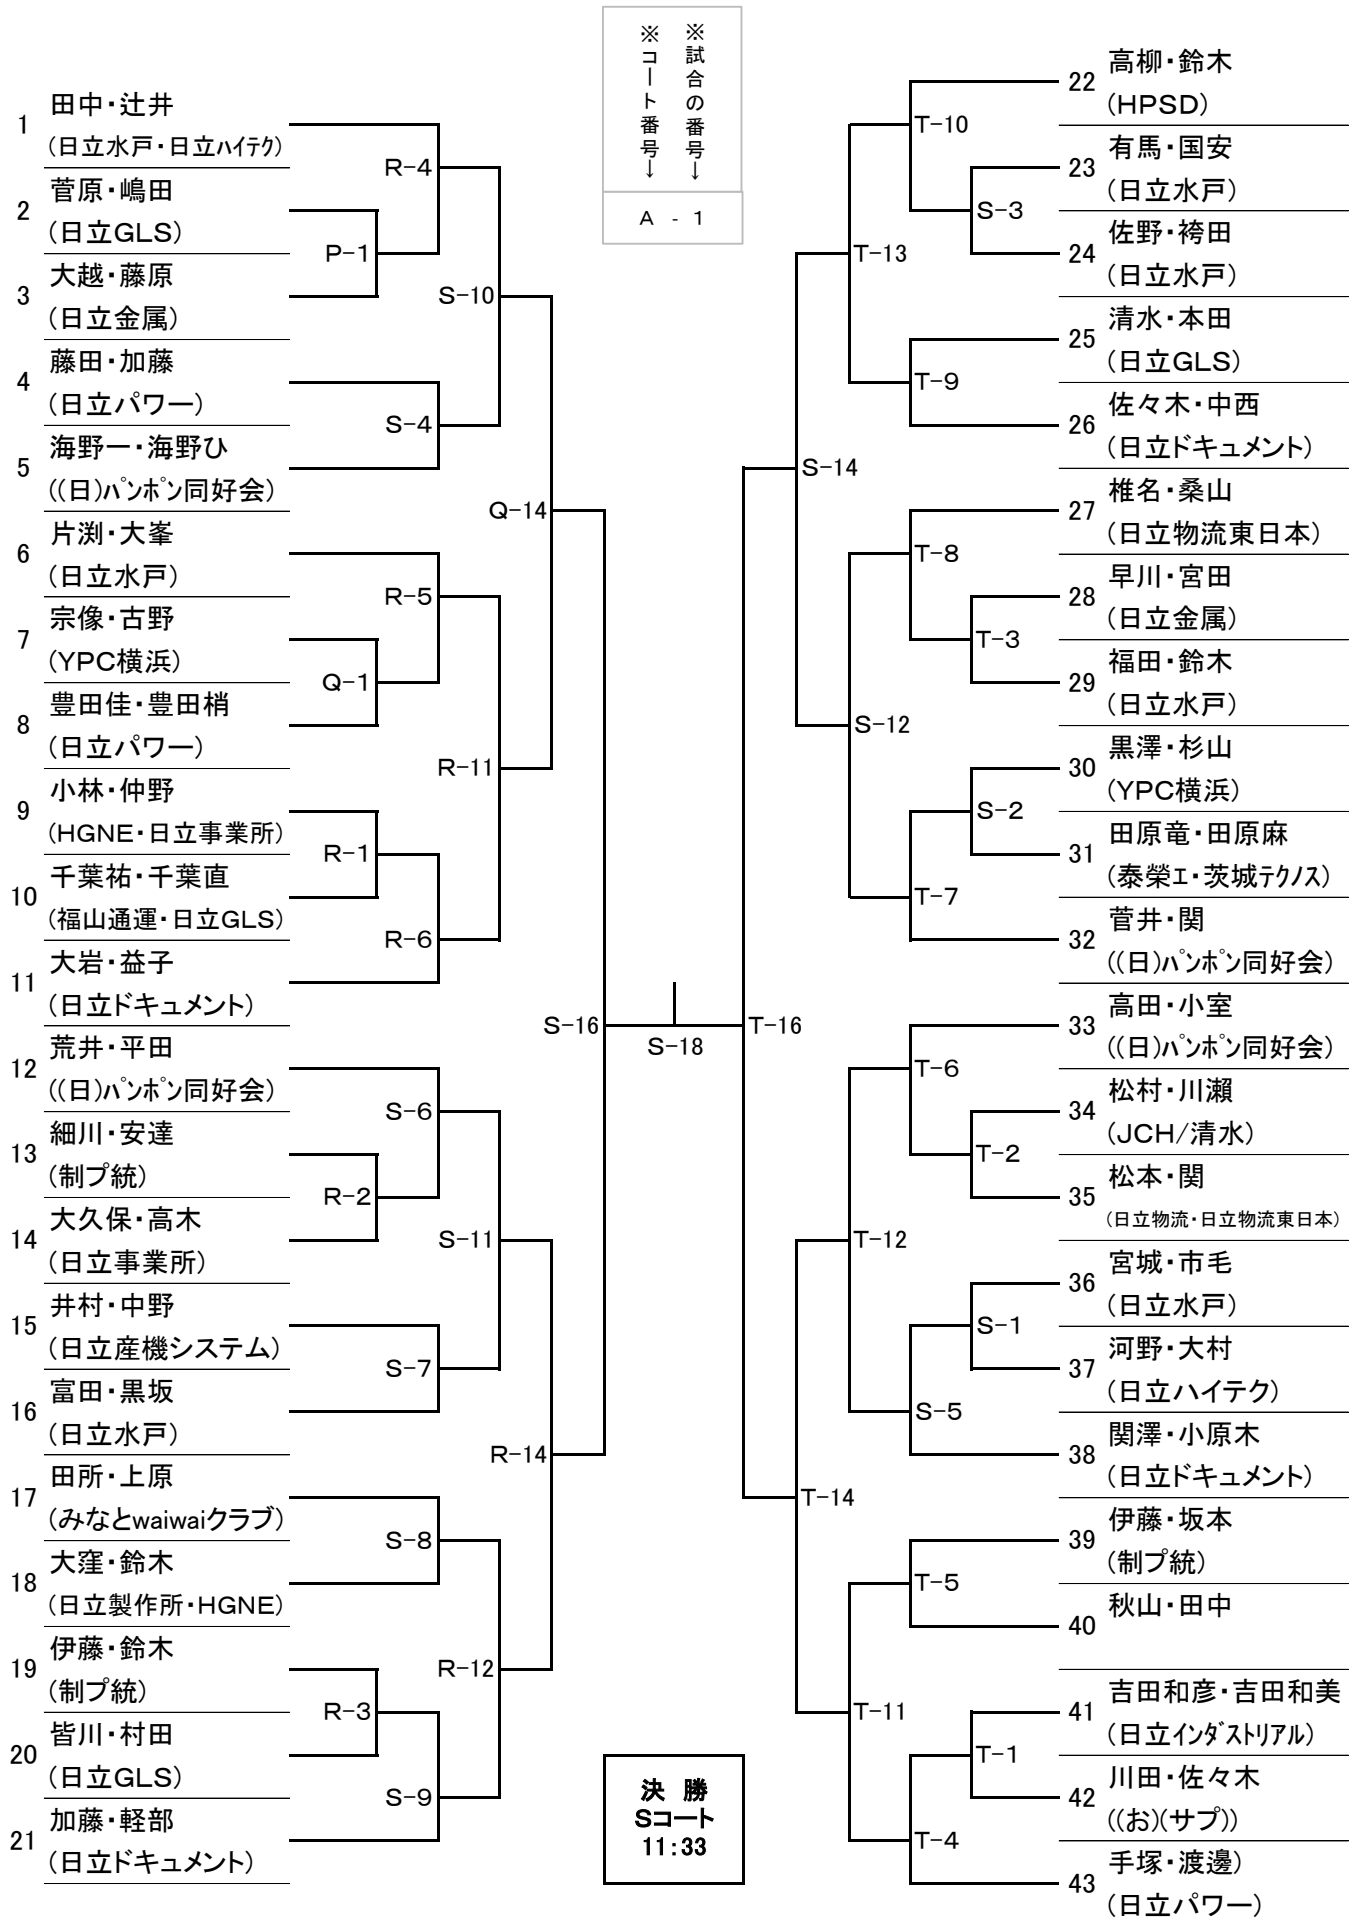 ※コート番号↓
※試合の番号↓
A - 1
1
田中・辻井
(日立水戸・日立ﾊｲﾃｸ)
2
菅原・嶋田
(日立GLS)
3
大越・藤原
(日立金属)
4
藤田・加藤
(日立パワー)
5
海野一・海野ひ
((日)ﾊﾟﾝﾎﾟﾝ同好会)
6
片渕・大峯
(日立水戸)
7
宗像・古野
(YPC横浜)
8
豊田佳・豊田梢
(日立パワー)
9
小林・仲野
(HGNE・日立事業所)
10
千葉祐・千葉直
(福山通運・日立GLS)
11
大岩・益子
(日立ドキュメント)
12
荒井・平田
((日)ﾊﾟﾝﾎﾟﾝ同好会)
13
細川・安達
(制プ統)
14
大久保・高木
(日立事業所)
15
井村・中野
(日立産機システム)
16
富田・黒坂
(日立水戸)
17
田所・上原
(みなとwaiwaiクラブ)
18
大窪・鈴木
(日立製作所・HGNE)
19
伊藤・鈴木
(制プ統)
20
皆川・村田
(日立GLS)
21
加藤・軽部
(日立ドキュメント)
P-1
Q-1
R-1
R-2
R-3
R-4
S-4
R-5
R-6
S-6
S-7
S-8
S-9
S-10
R-11
S-11
R-12
Q-14
R-14
S-16
S-18
T-16
S-14
T-14
T-13
S-12
T-12
T-11
T-10
T-9
T-8
T-7
T-6
S-5
T-5
T-4
S-3
T-3
S-2
T-2
S-1
T-1
22
高柳・鈴木
(HPSD)
23
有馬・国安
(日立水戸)
24
佐野・袴田
(日立水戸)
25
清水・本田
(日立GLS)
26
佐々木・中西
(日立ドキュメント)
27
椎名・桑山
(日立物流東日本)
28
早川・宮田
(日立金属)
29
福田・鈴木
(日立水戸)
30
黒澤・杉山
(YPC横浜)
31
田原竜・田原麻
(泰榮ｴ・茨城ﾃｸﾉｽ)
32
菅井・関
((日)ﾊﾟﾝﾎﾟﾝ同好会)
33
高田・小室
((日)ﾊﾟﾝﾎﾟﾝ同好会)
34
松村・川瀬
(JCH/清水)
35
松本・関
(日立物流・日立物流東日本)
36
宮城・市毛
(日立水戸)
37
河野・大村
(日立ハイテク)
38
関澤・小原木
(日立ドキュメント)
39
伊藤・坂本
(制プ統)
40
秋山・田中
41
吉田和彦・吉田和美
(日立インダストリアル)
42
川田・佐々木
((お)(サプ))
43
手塚・渡邊)
(日立パワー)
決 勝
Sコート
11:33